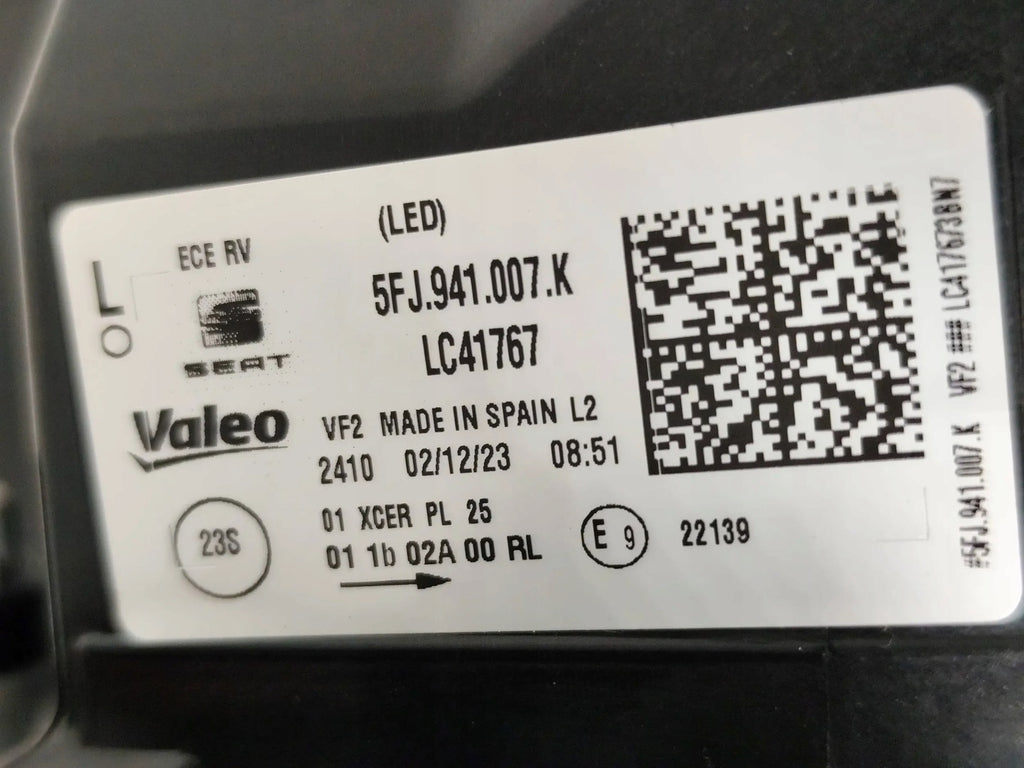 (LED)
ECE RV
L
O
SEAT
5FJ.941.007.K
LC41767
Valeo
VF2 MADE IN SPAIN L2
2410 02/12/23 08:51
23S
01 XCER PL 25
01 1b 02A 00 RL
E 9
22139
#5FJ.941.007.K VF2 ### LC4176738N7